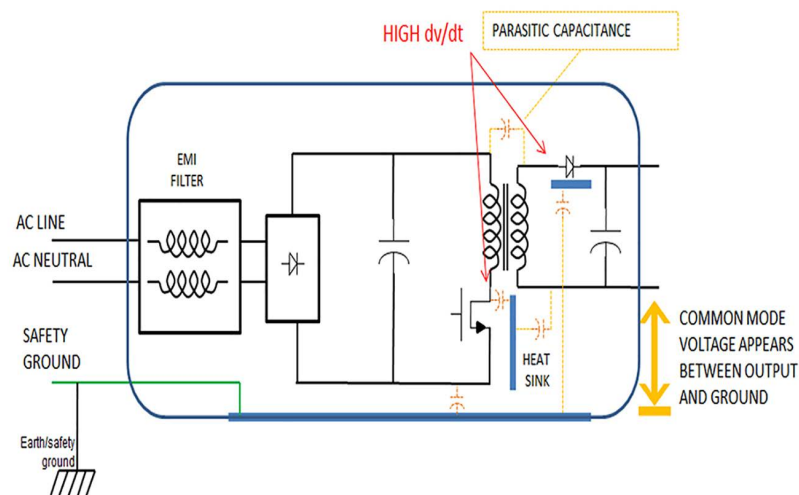 HIGH dv/dt
PARASITIC CAPACITANCE
EMI
FILTER
AC LINE
AC NEUTRAL
SAFETY
GROUND
HEAT
SINK
COMMON MODE
VOLTAGE APPEARS
BETWEEN OUTPUT
AND GROUND
Earth/safety
ground